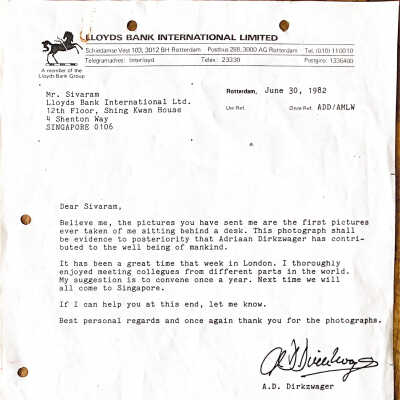 LLOYDS BANK INTERNATIONAL LIMITED
Schiedamse Vest 103, 3012 BH Rotterdam Postbus 298, 3000 AG Rotterdam Tel. (010) 110010
Telegramadres: Interloyd Telex: 23330 Postgiro: 1336400
A member of the
Lloyds Bank Group
Mr. Sivaram
Lloyds Bank International Ltd.
12th Floor, Shing Kwan House
4 Shenton Way
SINGAPORE 0106
Rotterdam, June 30, 1982
Uw Ref. Onze Ref. ADD/AMLW
Dear Sivaram,
Believe me, the pictures you have sent me are the first pictures
ever taken of me sitting behind a desk. This photograph shall
be evidence to posteriority that Adriaan Dirkzwager has contri-
buted to the well being of mankind.
It has been a great time that week in London. I thoroughly
enjoyed meeting collegues from different parts in the world.
My suggestion is to convene once a year. Next time we will
all come to Singapore.
If I can help you at this end, let me know.
Best personal regards and once again thank you for the photographs.
A.D. Dirkzwager